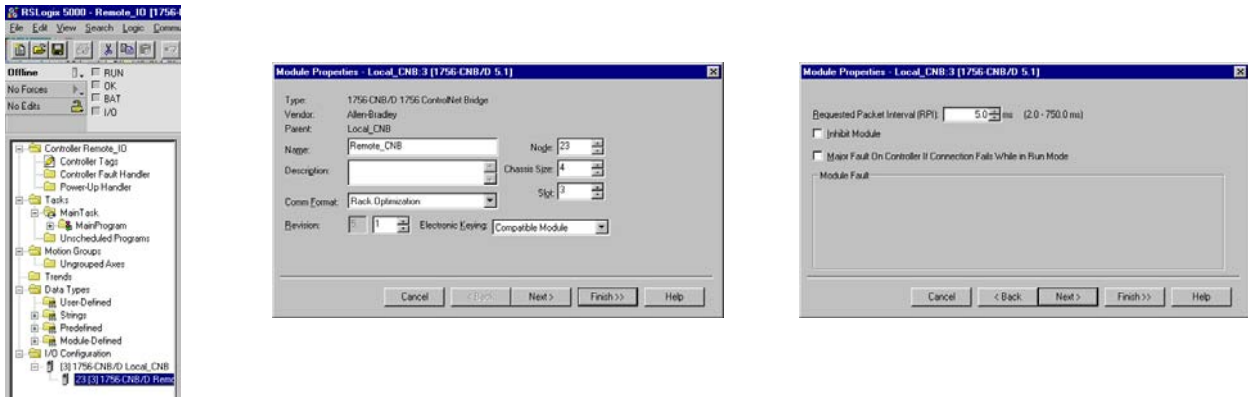 RSLogix 5000 - Remote_IO [1756-
File Edit View Search Logic Commu
Offline
RUN
No Forces
OK
No Edits
BAT
I/O
Controller Remote_IO
Controller Tags
Controller Fault Handler
Power-Up Handler
Tasks
MainTask
MainProgram
Unscheduled Programs
Motion Groups
Ungrouped Axes
Trends
Data Types
User-Defined
Strings
Predefined
Module-Defined
I/O Configuration
[3] 1756-CNB/D Local_CNB
23 [3] 1756-CNB/D Remo
Module Properties - Local_CNB:3 (1756-CNB/D 5.1)
Type: 1756-CNB/D 1756 ControlNet Bridge
Vendor: Allen-Bradley
Parent: Local_CNB
Name: Remote_CNB
Node: 23
Description:
Chassis Size: 4
Slot: 3
Comm Format: Rack Optimization
Revision: 5 1 Electronic Keying: Compatible Module
Cancel < Back Next > Finish >> Help
Module Properties - Local_CNB:3 (1756-CNB/D 5.1)
Requested Packet Interval (RPI): 5.0 ms (2.0 - 750.0 ms)
Inhibit Module
Major Fault On Controller If Connection Fails While in Run Mode
Module Fault
Cancel < Back Next > Finish >> Help